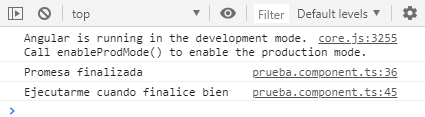 top
Filter
Default levels ▾
Angular is running in the development mode. core.js:3255
Call enableProdMode() to enable the production mode.
Promesa finalizada prueba.component.ts:36
Ejecutarme cuando finalice bien prueba.component.ts:45